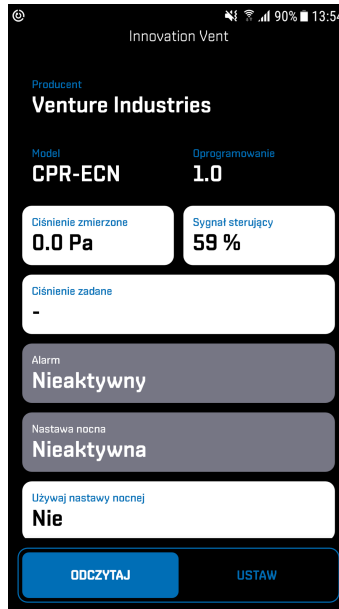 90% 13:54
Innovation Vent
Producent
Venture Industries
Model Oprogramowanie
CPR-ECN 1.0
Ciśnienie zmierzone Sygnał sterujący
0.0 Pa 59 %
Ciśnienie zadane
-
Alarm
Nieaktywny
Nastawa nocna
Nieaktywna
Używaj nastawy nocnej
Nie
ODCZYTAJ USTAW